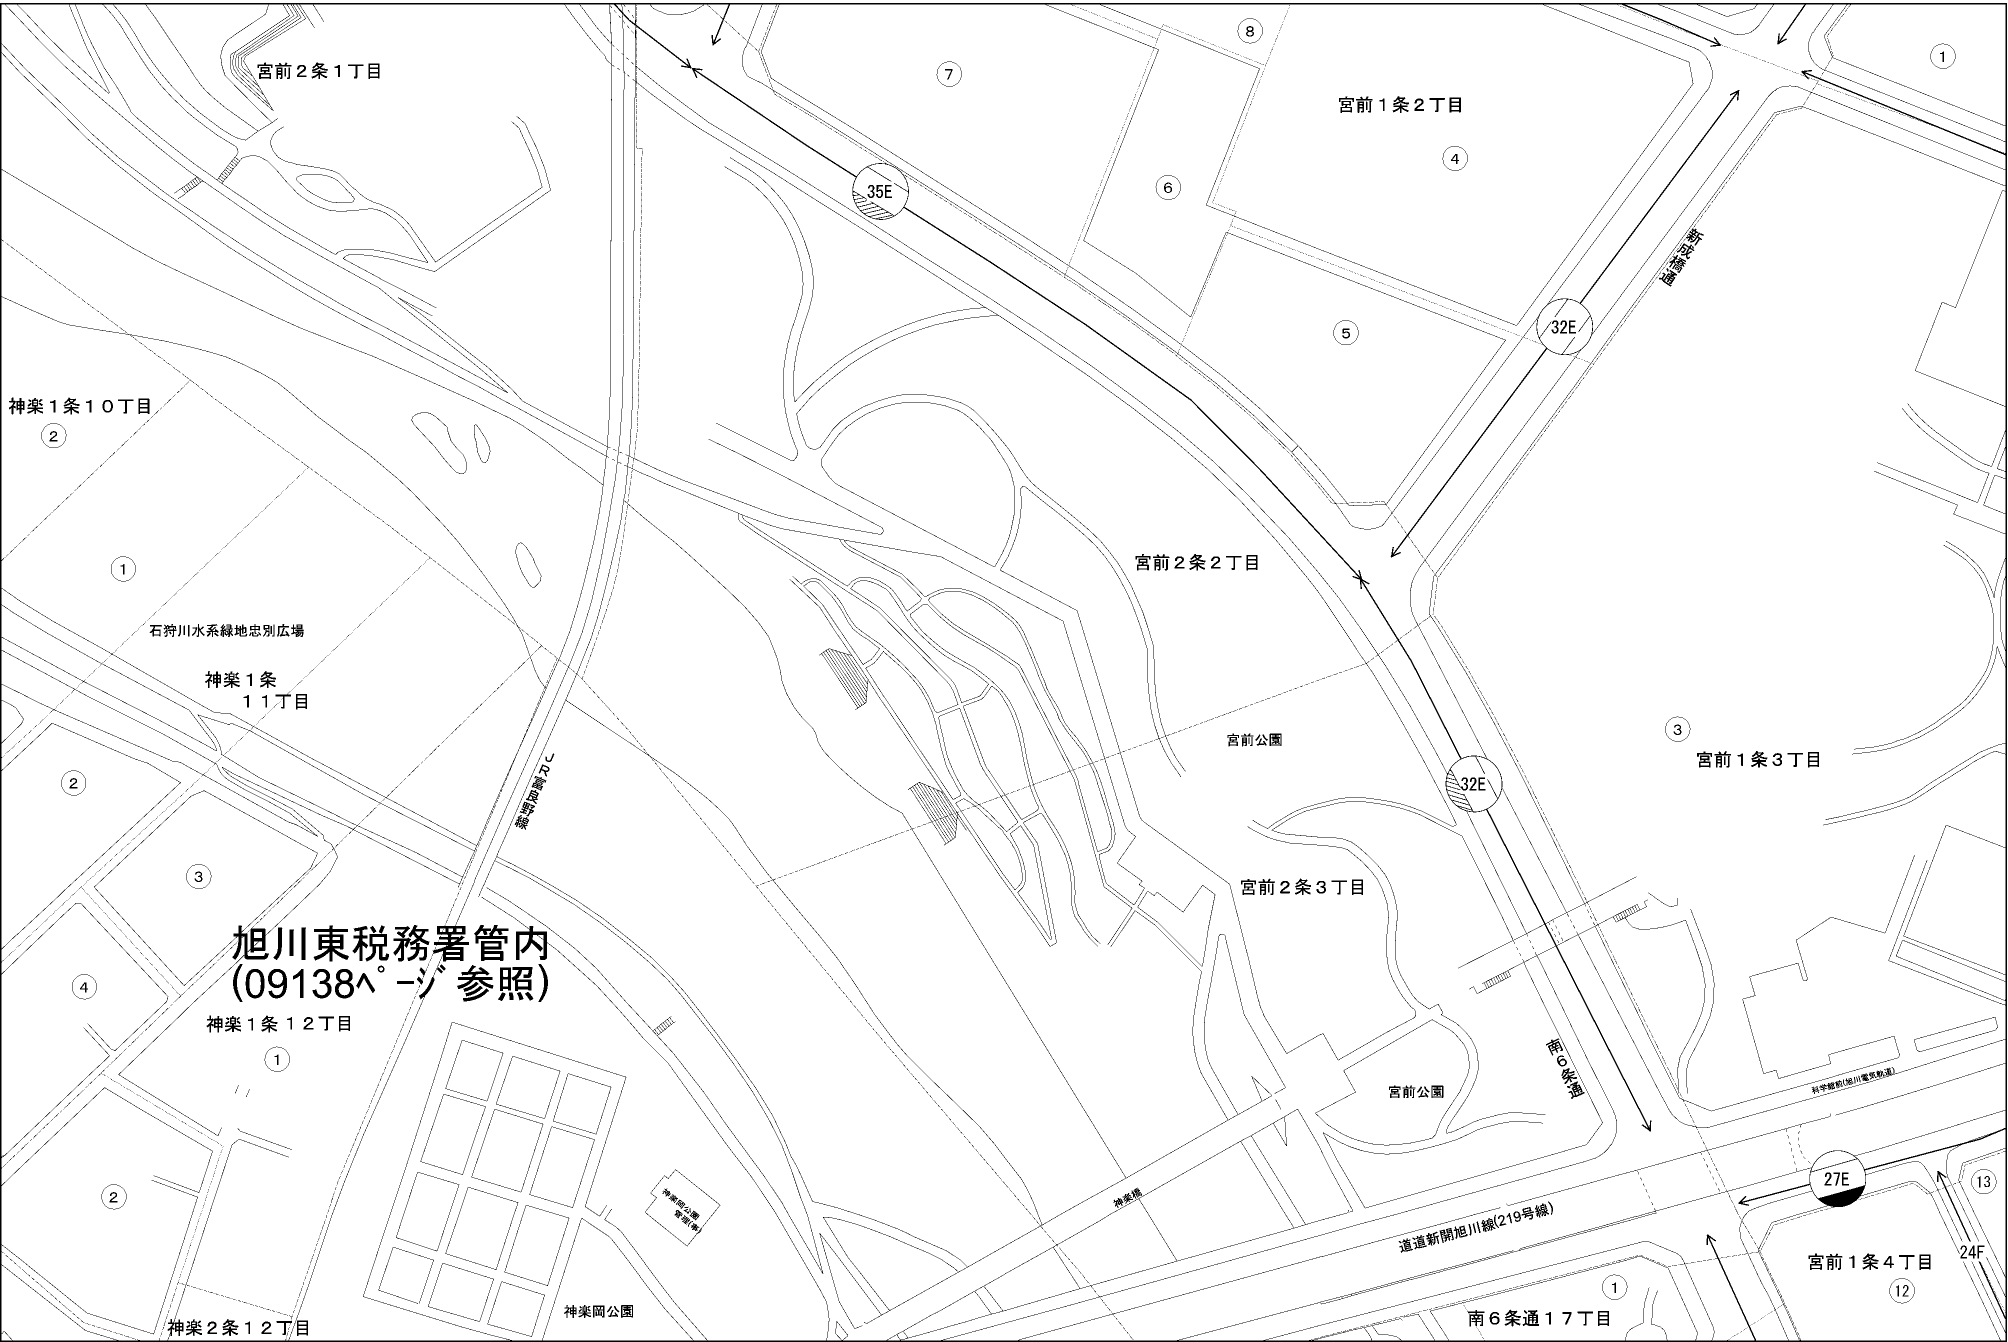 宮前２条１丁目
⑧
⑦
①
宮前１条２丁目
④
⑥
35E
新成橋通
32E
⑤
神楽１条１０丁目
②
①
宮前２条２丁目
石狩川水系緑地忠別広場
神楽１条
１１丁目
宮前公園
③
宮前１条３丁目
32E
②
ＪＲ富良野線
③
宮前２条３丁目
旭川東税務署管内
(09138ﾍﾟｰｼﾞ参照)
④
神楽１条１２丁目
①
南６条通
宮前公園
科学館前(旭川電気軌道)
27E
⑬
②
神楽岡公園
管理(事)
神楽橋
道道新開旭川線(219号線)
24F
宮前１条４丁目
⑫
①
神楽岡公園
南６条通１７丁目
神楽２条１２丁目